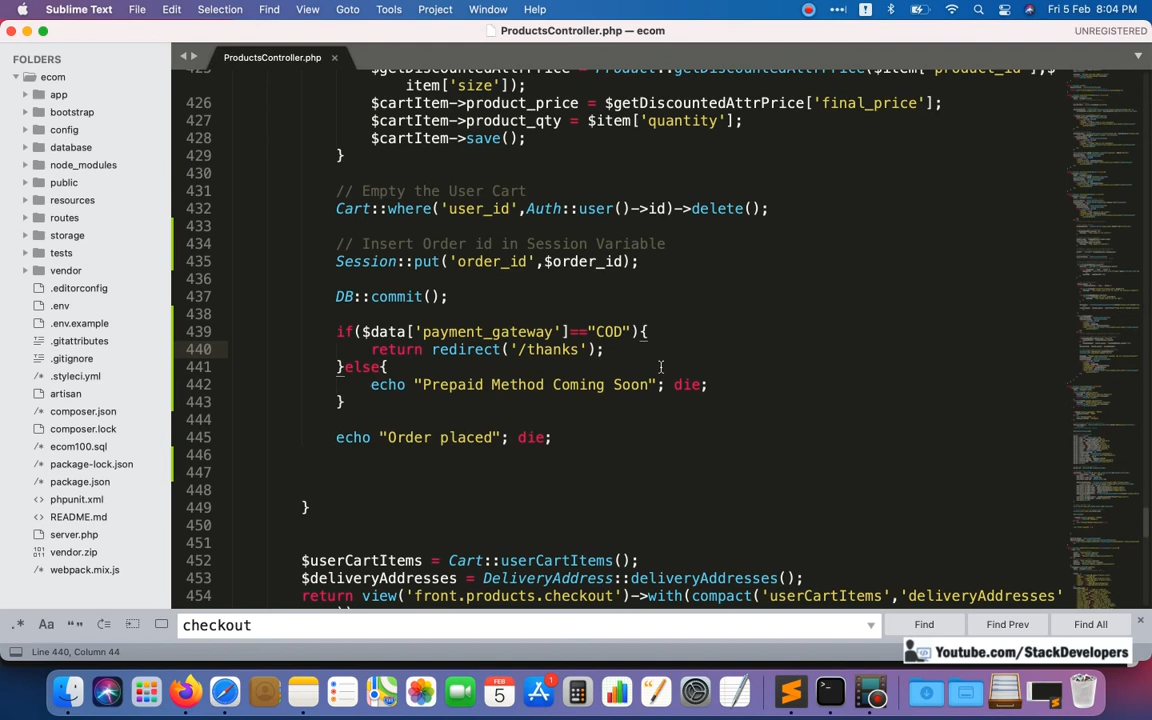 Sublime Text File Edit Selection Find View Goto Tools Project Window Help Fri 5 Feb 8:04 PM
ProductsController.php — ecom UNREGISTERED
FOLDERS
ecom
app
bootstrap
config
database
node_modules
public
resources
routes
storage
tests
vendor
.editorconfig
.env
.env.example
.gitattributes
.gitignore
.styleci.yml
artisan
composer.json
composer.lock
ecom100.sql
package-lock.json
package.json
phpunit.xml
README.md
server.php
vendor.zip
webpack.mix.js
ProductsController.php
425 $getDiscountedAttrPrice = Product::getDiscountedAttrPrice($item['product_id'],$
item['size']);
426 $cartItem->product_price = $getDiscountedAttrPrice['final_price'];
427 $cartItem->product_qty = $item['quantity'];
428 $cartItem->save();
429 }
430
431 // Empty the User Cart
432 Cart::where('user_id',Auth::user()->id)->delete();
433
434 // Insert Order id in Session Variable
435 Session::put('order_id',$order_id);
436
437 DB::commit();
438
439 if($data['payment_gateway']=="COD"){
440 return redirect('/thanks');
441 }else{
442 echo "Prepaid Method Coming Soon"; die;
443 }
444
445 echo "Order placed"; die;
446
447
448
449 }
450
451
452 $userCartItems = Cart::userCartItems();
453 $deliveryAddresses = DeliveryAddress::deliveryAddresses();
454 return view('front.products.checkout')->with(compact('userCartItems','deliveryAddresses'
checkout
Find Find Prev Find All
Line 440, Column 44
Youtube.com/StackDevelopers
FEB
5
1